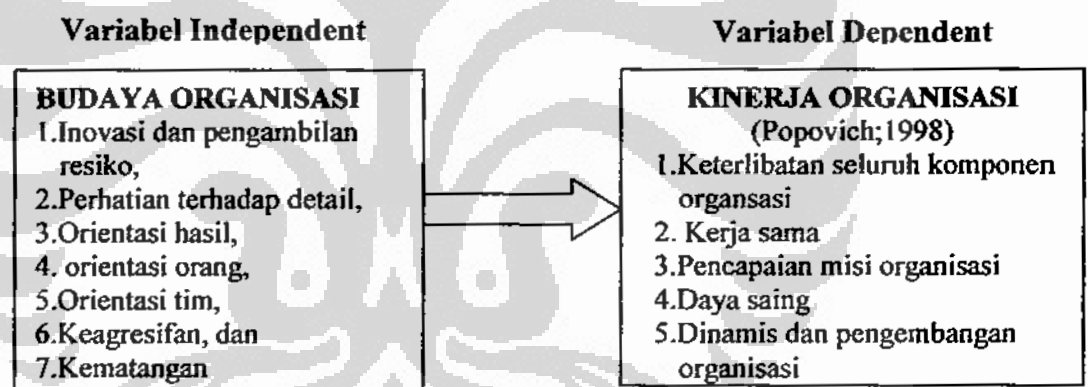 Variabel Independent
BUDAYA ORGANISASI
1.Inovasi dan pengambilan
resiko,
2.Perhatian terhadap detail,
3.Orientasi hasil,
4. orientasi orang,
5.Orientasi tim,
6.Keagresifan, dan
7.Kematangan
Variabel Dependent
KINERJA ORGANISASI
(Popovich;1998)
1.Keterlibatan seluruh komponen
organsasi
2. Kerja sama
3.Pencapaian misi organisasi
4.Daya saing
5.Dinamis dan pengembangan
organisasi